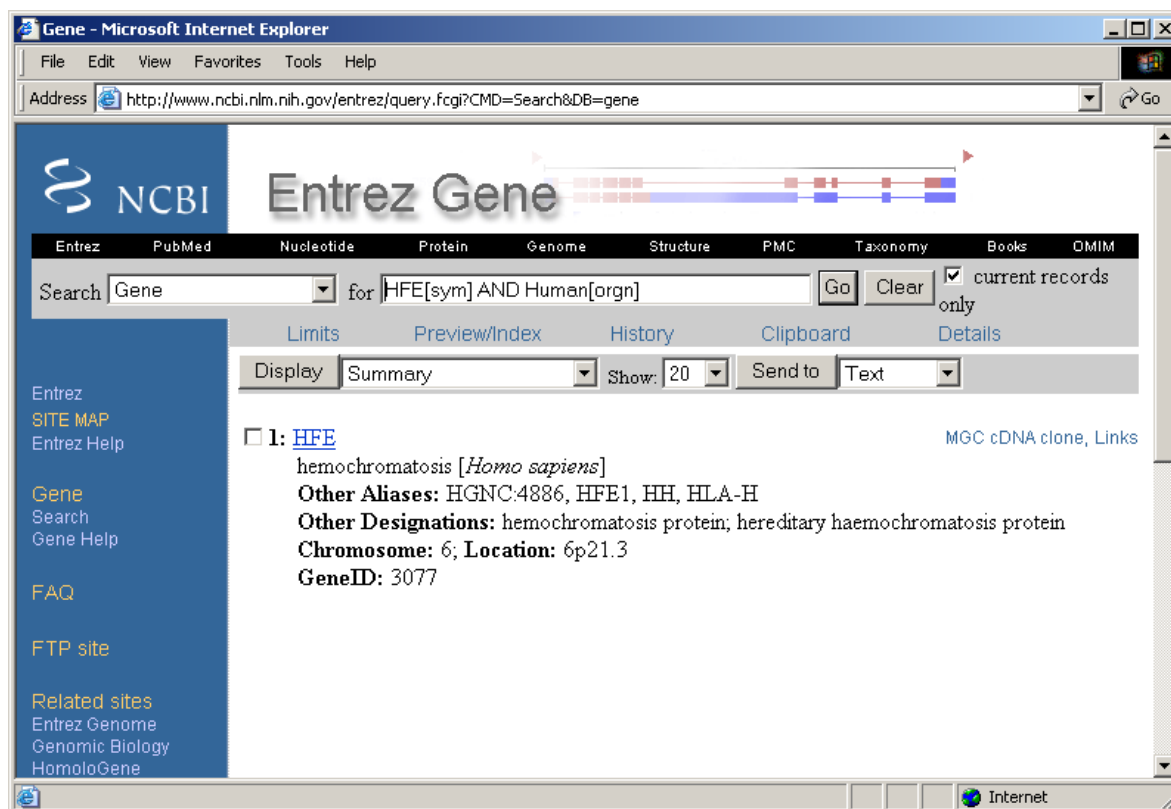 Gene - Microsoft Internet Explorer
File Edit View Favorites Tools Help
Address http://www.ncbi.nlm.nih.gov/entrez/query.fcgi?CMD=Search&DB=gene Go
NCBI Entrez Gene
Entrez PubMed Nucleotide Protein Genome Structure PMC Taxonomy Books OMIM
Search Gene for HFE[sym] AND Human[orgn] Go Clear current records
only
Limits Preview/Index History Clipboard Details
Display Summary Show: 20 Send to Text
Entrez
SITE MAP
Entrez Help
Gene
Search
Gene Help
FAQ
FTP site
Related sites
Entrez Genome
Genomic Biology
HomoloGene
1: HFE MGC cDNA clone, Links
hemochromatosis [Homo sapiens]
Other Aliases: HGNC:4886, HFE1, HH, HLA-H
Other Designations: hemochromatosis protein; hereditary haemochromatosis protein
Chromosome: 6; Location: 6p21.3
GeneID: 3077
Internet